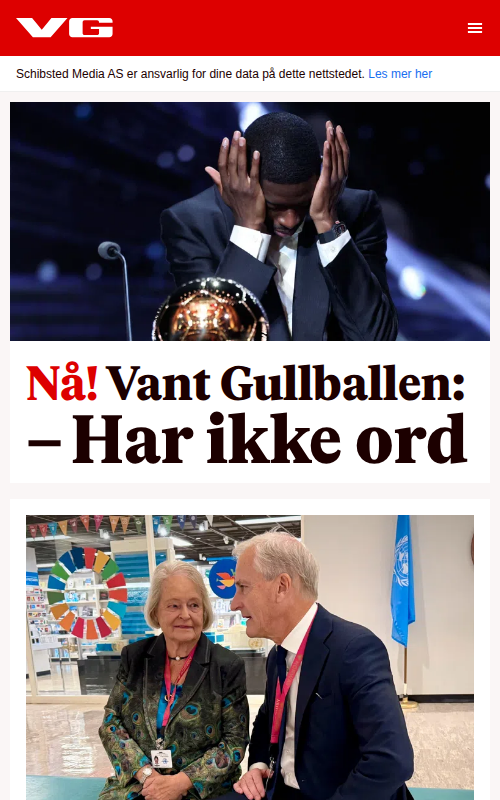 VG
Schibsted Media AS er ansvarlig for dine data på dette nettstedet. Les mer her
Nå! Vant Gullballen:
– Har ikke ord